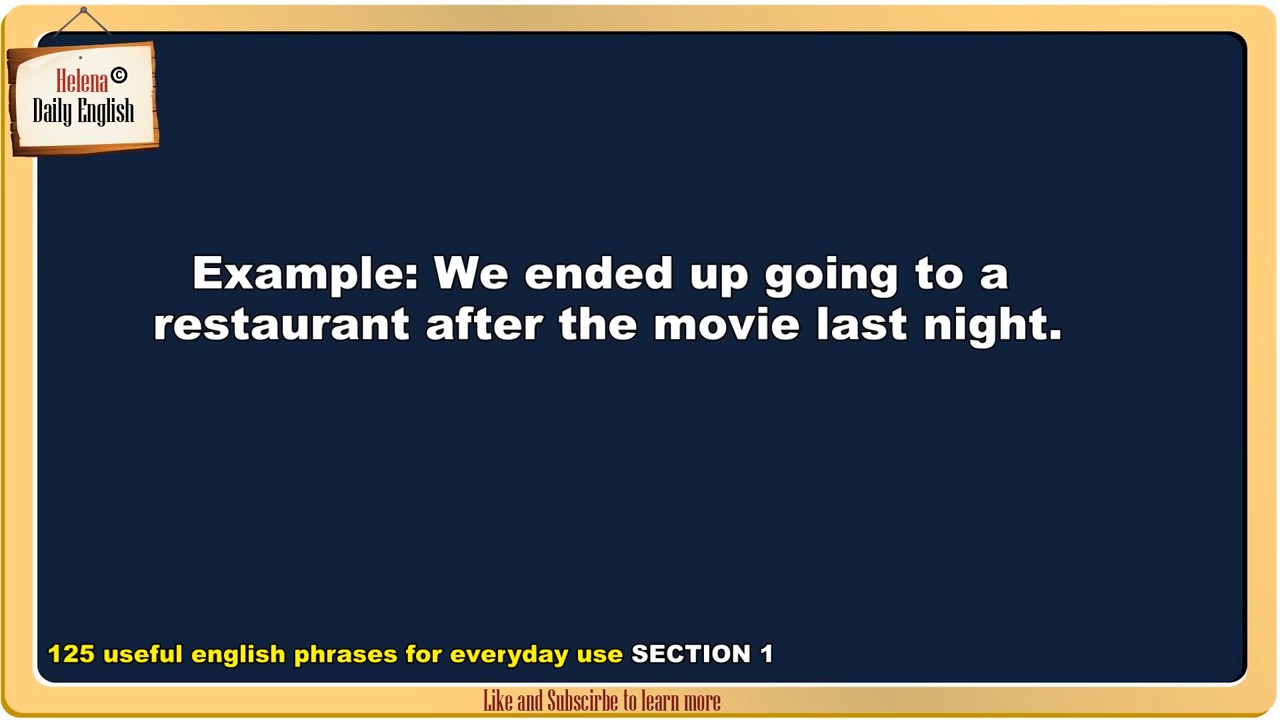 Helena©
Daily English
Example: We ended up going to a
restaurant after the movie last night.
125 useful english phrases for everyday use SECTION 1
Like and Subscirbe to learn more